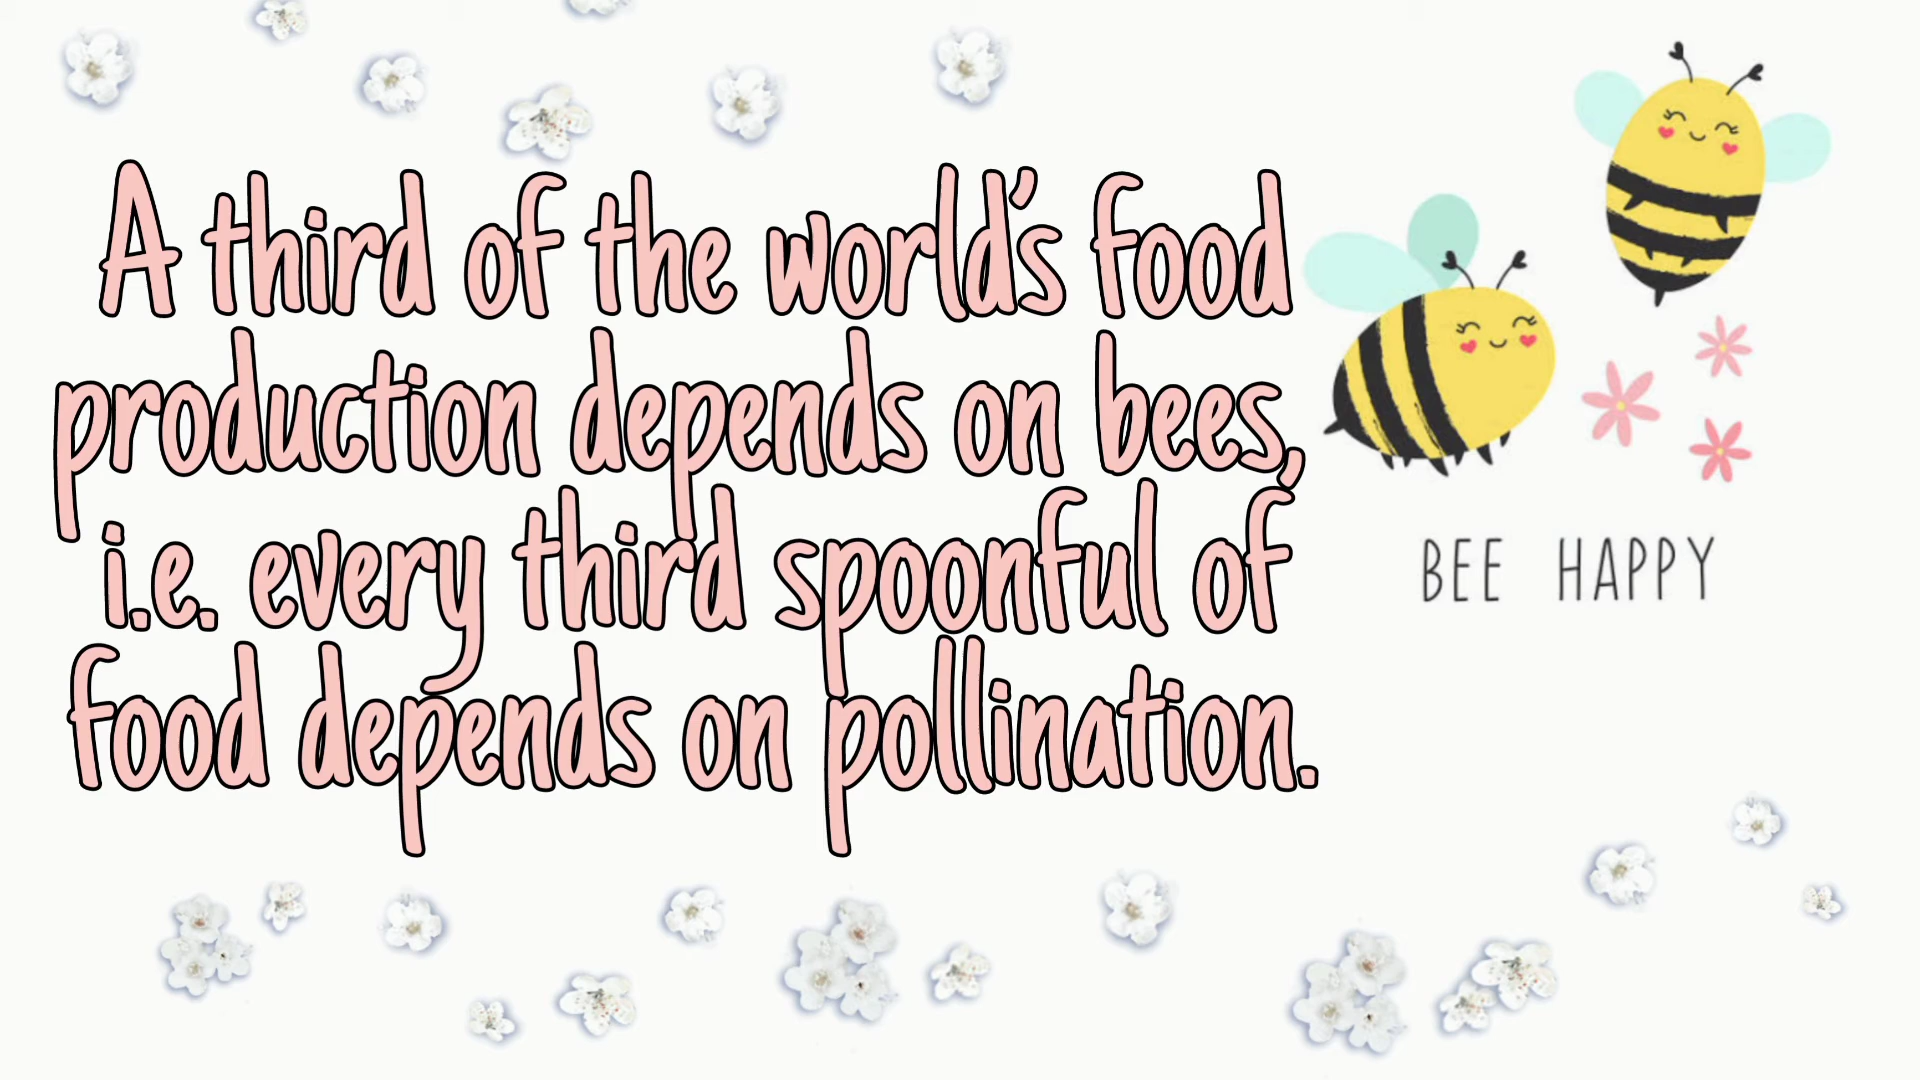 A third of the world's food
production depends on bees,
i.e. every third spoonful of
food depends on pollination.
BEE HAPPY